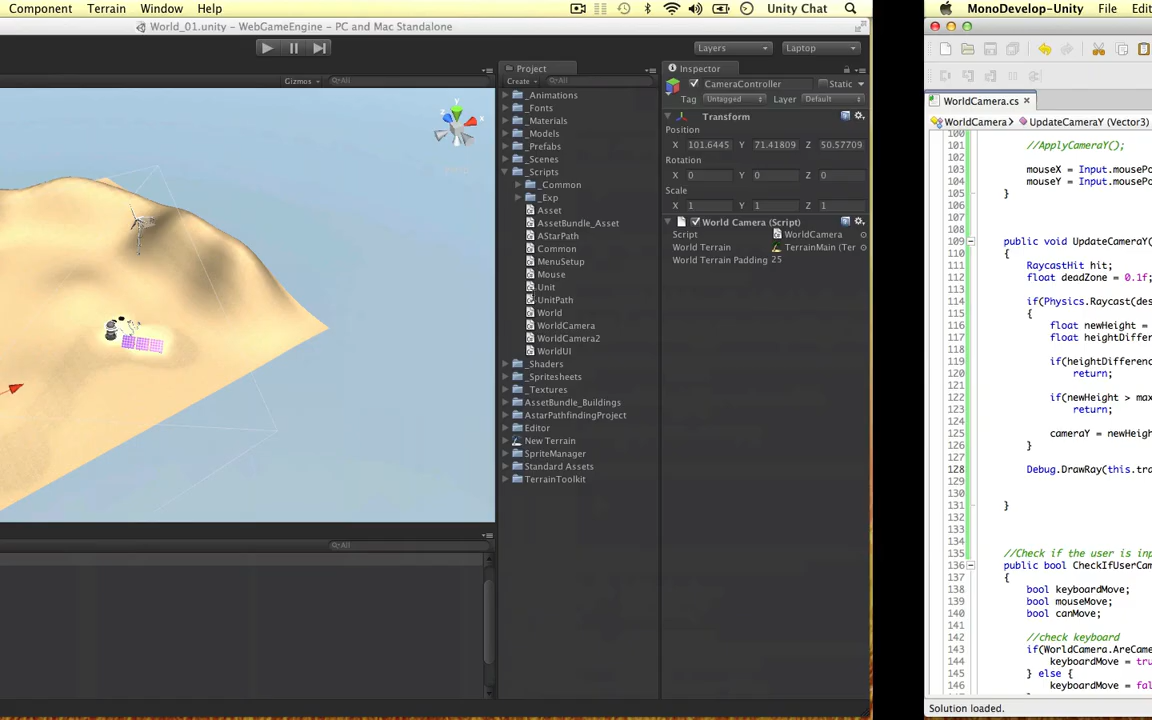 Component Terrain Window Help Unity Chat
World_01.unity - WebGameEngine - PC and Mac Standalone
Layers Laptop
Gizmos All
y
x
z
All
Project
Create All
_Animations
_Fonts
_Materials
_Models
_Prefabs
_Scenes
_Scripts
_Common
_Exp
Asset
AssetBundle_Asset
AStarPath
Common
MenuSetup
Mouse
Unit
UnitPath
World
WorldCamera
WorldCamera2
WorldUI
_Shaders
_Spritesheets
_Textures
AssetBundle_Buildings
AstarPathfindingProject
Editor
New Terrain
SpriteManager
Standard Assets
TerrainToolkit
Inspector
CameraController Static
Tag Untagged Layer Default
Transform
Position
X 101.6445 Y 71.41809 Z 50.57709
Rotation
X 0 Y 0 Z 0
Scale
X 1 Y 1 Z 1
World Camera (Script)
Script WorldCamera
World Terrain TerrainMain (Ter
World Terrain Padding 25
MonoDevelop-Unity File Edit
WorldCamera.cs
WorldCamera UpdateCameraY (Vector3)
100
101 //ApplyCameraY();
102
103 mouseX = Input.mousePo
104 mouseY = Input.mousePo
105 }
106
107
108
109 public void UpdateCameraY(
110 {
111 RaycastHit hit;
112 float deadZone = 0.1f;
113
114 if(Physics.Raycast(des
115 {
116 float newHeight =
117 float heightDiffer
118
119 if(heightDifferenc
120 return;
121
122 if(newHeight > max
123 return;
124
125 cameraY = newHeigh
126 }
127
128 Debug.DrawRay(this.tra
129
130
131 }
132
133
134
135 //Check if the user is inp
136 public bool CheckIfUserCam
137 {
138 bool keyboardMove;
139 bool mouseMove;
140 bool canMove;
141
142 //check keyboard
143 if(WorldCamera.AreCame
144 keyboardMove = tru
145 } else {
146 keyboardMove = fal
147
Solution loaded.